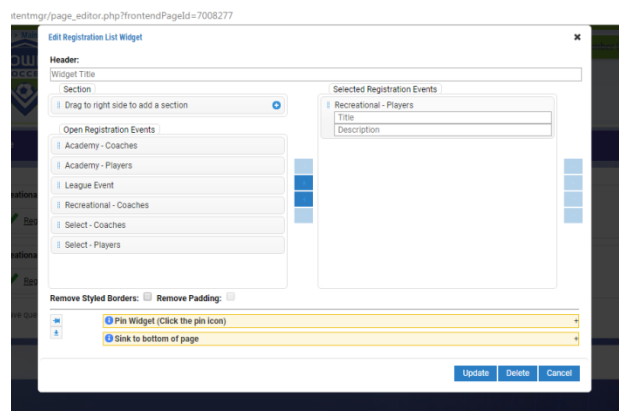 ntentmgr/page_editor.php?frontendPageId=7008277
Edit Registration List Widget
Header:
Widget Title
Section
Drag to right side to add a section
Open Registration Events
Academy - Coaches
Academy - Players
League Event
Recreational - Coaches
Select - Coaches
Select - Players
Selected Registration Events
Recreational - Players
Title
Description
Remove Styled Borders: Remove Padding:
Pin Widget (Click the pin icon)
Sink to bottom of page
Update Delete Cancel